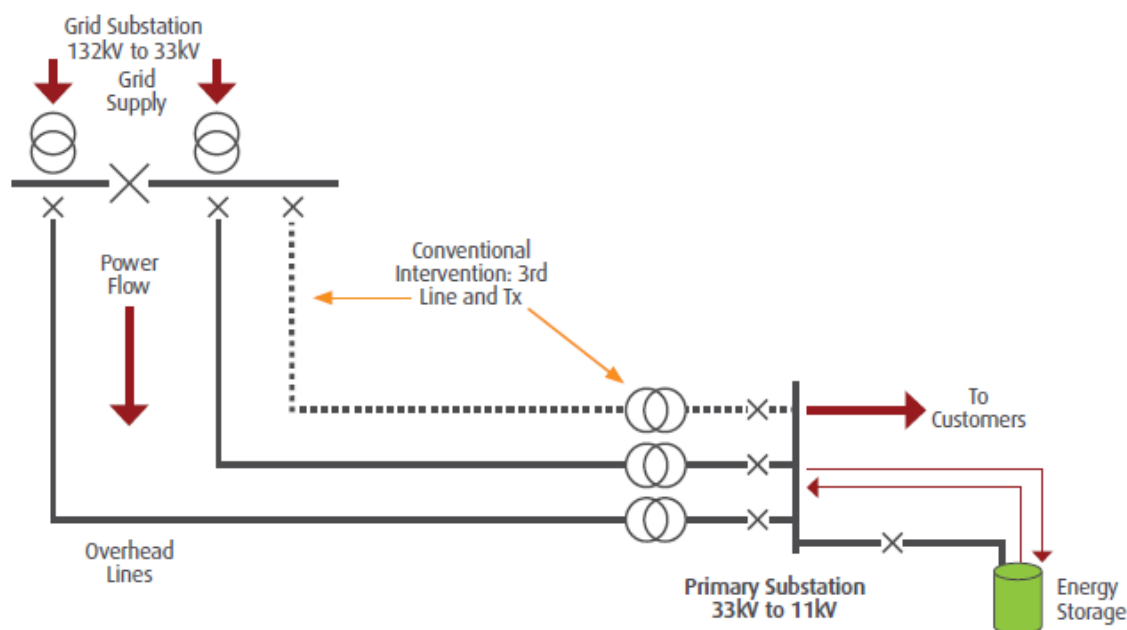 Grid Substation
132kV to 33kV
Grid
Supply
Power
Flow
Conventional
Intervention: 3rd
Line and Tx
To
Customers
Overhead
Lines
Primary Substation
33kV to 11kV
Energy
Storage